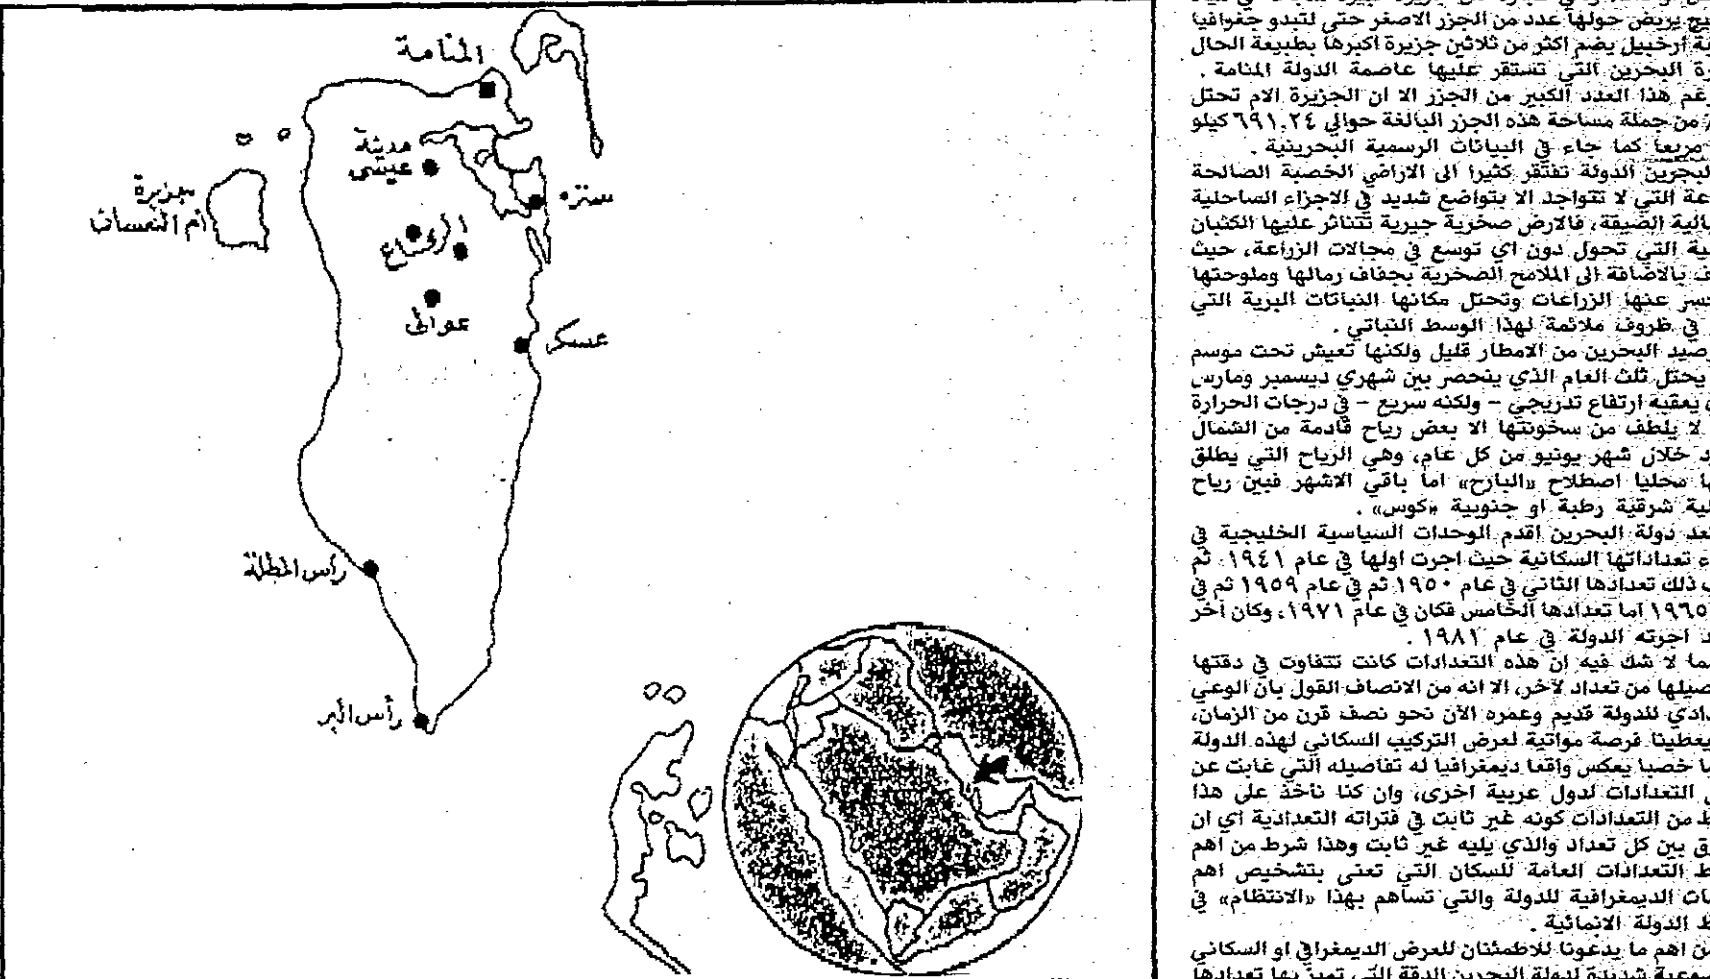 المنامة
مدينة
عيسى
سترة
جزيرة
أم النعسان
الرفاع
عوالي
عسكر
رأس المطلة
رأس البر
يريض حولها عدد من الجزر الاصغر حتى لتبدو جغرافيا
أرخبيل يضم اكثر من ثلاثين جزيرة اكبرها بطبيعة الحال
البحرين التي تستقر عليها عاصمة الدولة المنامة .
رغم هذا العدد الكبير من الجزر الا ان الجزيرة الام تحتل
من جملة مساحة هذه الجزر البالغة حوالي ٦٩١.٢٤ كيلو
مربعا كما جاء في البيانات الرسمية البحرينية .
البحرين الدولة تفتقر كثيرا الى الاراضي الخصبة الصالحة
التي لا تتواجد الا بتواضع شديد في الاجزاء الساحلية
الضيقة، فالارض صخرية جيرية تتناثر عليها الكثبان
التي تحول دون اي توسع في مجالات الزراعة، حيث
بالاضافة الى الملامح الصخرية بجفاف رمالها وملوحتها
عنها الزراعات وتحتل مكانها النباتات البرية التي
في ظروف ملائمة لهذا الوسط النباتي .
رصيد البحرين من الامطار قليل ولكنها تعيش تحت موسم
يحتل ثلث العام الذي ينحصر بين شهري ديسمبر ومارس
يعقبه ارتفاع تدريجي - ولكنه سريع - في درجات الحرارة
لا يلطف من سخونتها الا بعض رياح قادمة من الشمال
خلال شهر يونيو من كل عام، وهي الرياح التي يطلق
محليا اصطلاح «البارح» اما باقي الاشهر فبين رياح
شرقية رطبة او جنوبية «كوس» .
تعد دولة البحرين اقدم الوحدات السياسية الخليجية في
تعداداتها السكانية حيث اجرت اولها في عام ١٩٤١ ثم
ذلك تعدادها الثاني في عام ١٩٥٠ ثم في عام ١٩٥٩ ثم في
١٩٦٥ اما تعدادها الخامس فكان في عام ١٩٧١، وكان آخر
اجرته الدولة في عام ١٩٨١ .
مما لا شك فيه ان هذه التعدادات كانت تتفاوت في دقتها
من تعداد لآخر، الا انه من الانصاف القول بان الوعي
للدولة قديم وعمره الآن نحو نصف قرن من الزمان،
يعطينا فرصة مواتية لعرض التركيب السكاني لهذه الدولة
خصبا يعكس واقعا ديمغرافيا له تفاصيله التي غابت عن
التعدادات لدول عربية اخرى، وان كنا نأخذ على هذا
من التعدادات كونه غير ثابت في فتراته التعدادية اي ان
بين كل تعداد والذي يليه غير ثابت وهذا شرط من اهم
التعدادات العامة للسكان التي تعنى بتشخيص اهم
الديمغرافية للدولة والتي تساهم بهذا «الانتظام» في
الدولة الانمائية .
من اهم ما يدعونا للاطمئنان للعرض الديمغرافي او السكاني
لدولة البحرين الدقة التي تميز بها تعدادها